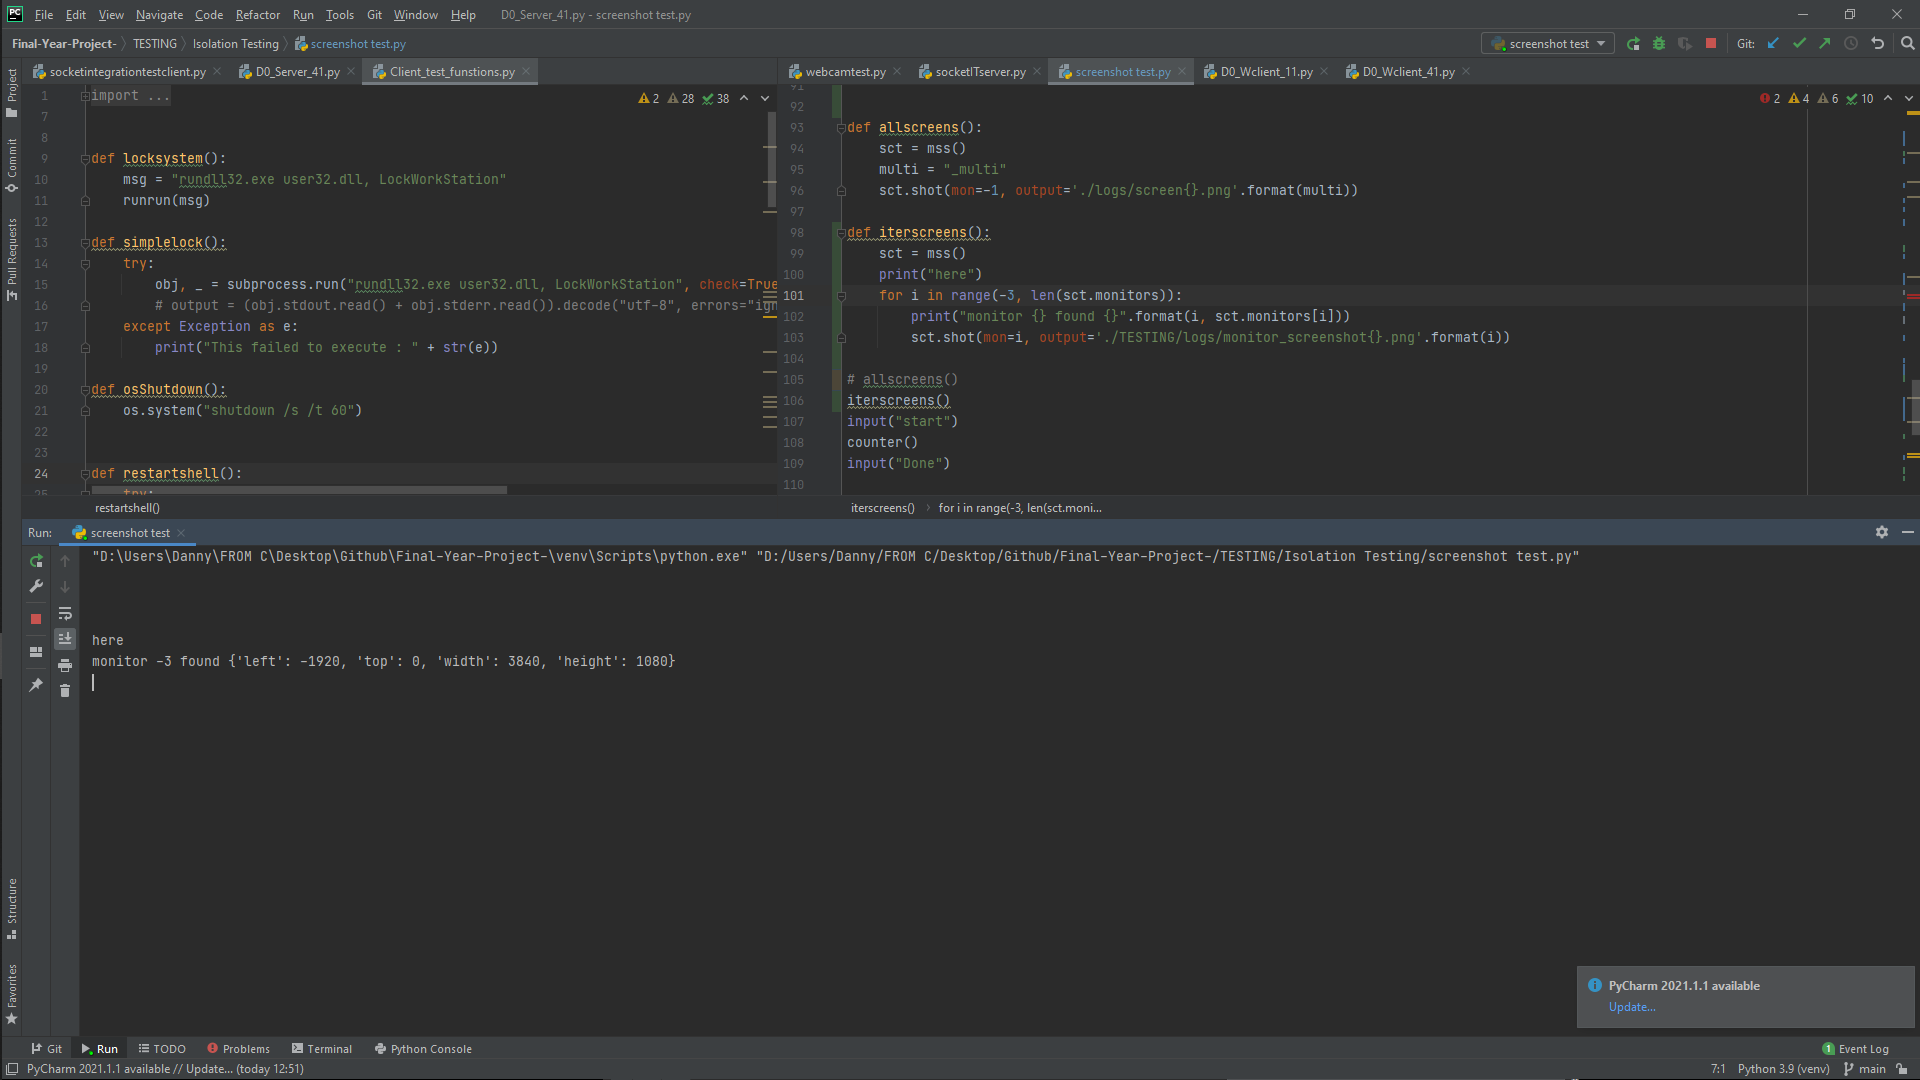 PC File Edit View Navigate Code Refactor Run Tools Git Window Help D0_Server_41.py - screenshot test.py
Final-Year-Project- TESTING Isolation Testing screenshot test.py screenshot test Git:
socketintegrationtestclient.py D0_Server_41.py Client_test_funstions.py
webcamtest.py socketITserver.py screenshot test.py D0_Wclient_11.py D0_Wclient_41.py
Project
Commit
Pull Requests
1 import ... 2 28 38
7
8
9 def locksystem():
10 msg = "rundll32.exe user32.dll, LockWorkStation"
11 runrun(msg)
12
13 def simplelock():
14 try:
15 obj, _ = subprocess.run("rundll32.exe user32.dll, LockWorkStation", check=True
16 # output = (obj.stdout.read() + obj.stderr.read()).decode("utf-8", errors="ign
17 except Exception as e:
18 print("This failed to execute : " + str(e))
19
20 def osShutdown():
21 os.system("shutdown /s /t 60")
22
23
24 def restartshell():
25 try:
restartshell()
91
92 2 4 6 10
93 def allscreens():
94 sct = mss()
95 multi = "_multi"
96 sct.shot(mon=-1, output='./logs/screen{}.png'.format(multi))
97
98 def iterscreens():
99 sct = mss()
100 print("here")
101 for i in range(-3, len(sct.monitors)):
102 print("monitor {} found {}".format(i, sct.monitors[i]))
103 sct.shot(mon=i, output='./TESTING/logs/monitor_screenshot{}.png'.format(i))
104
105 # allscreens()
106 iterscreens()
107 input("start")
108 counter()
109 input("Done")
110
iterscreens() for i in range(-3, len(sct.moni...
Run: screenshot test
"D:\Users\Danny\FROM C\Desktop\Github\Final-Year-Project-\venv\Scripts\python.exe" "D:/Users/Danny/FROM C/Desktop/Github/Final-Year-Project-/TESTING/Isolation Testing/screenshot test.py"
here
monitor -3 found {'left': -1920, 'top': 0, 'width': 3840, 'height': 1080}
Structure
Favorites
PyCharm 2021.1.1 available
Update...
Git Run TODO Problems Terminal Python Console 1 Event Log
PyCharm 2021.1.1 available // Update... (today 12:51) 7:1 Python 3.9 (venv) main